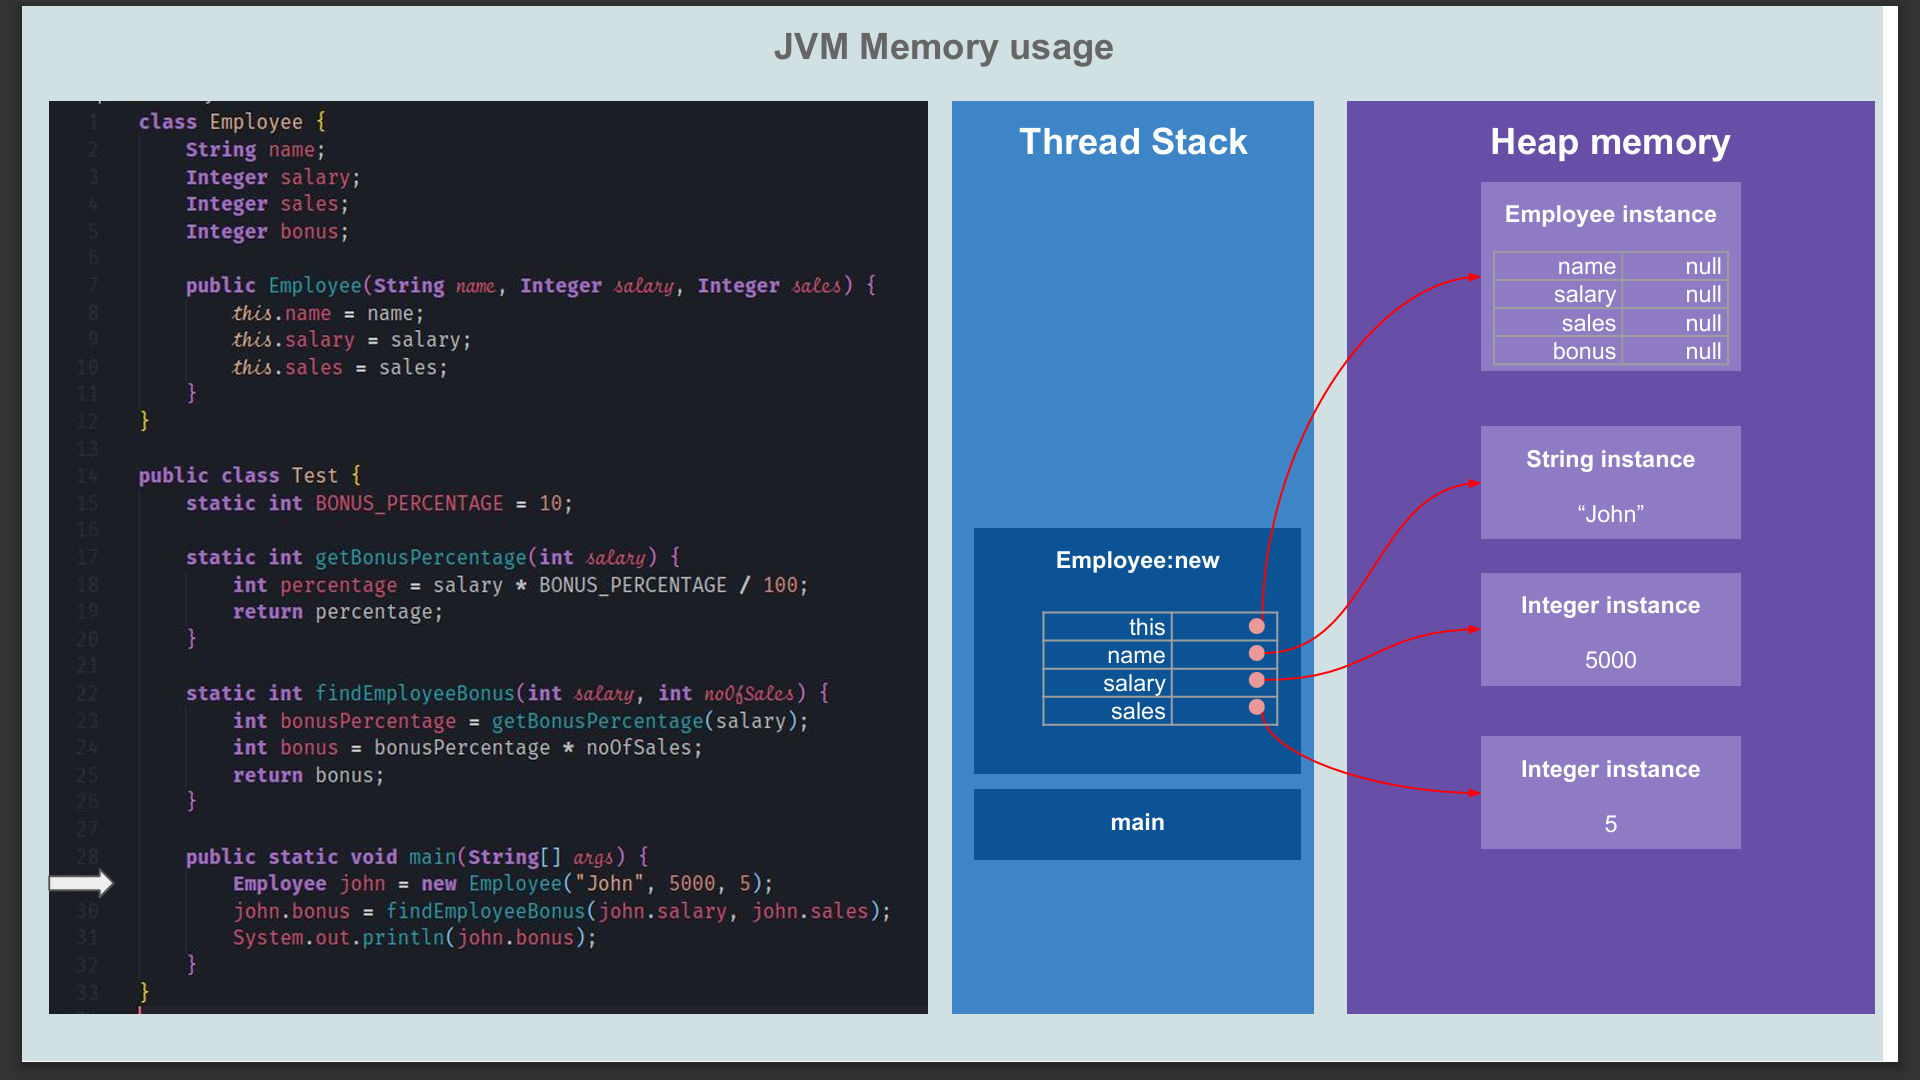 JVM Memory usage
1 class Employee {
2 String name;
3 Integer salary;
4 Integer sales;
5 Integer bonus;
6
7 public Employee(String name, Integer salary, Integer sales) {
8 this.name = name;
9 this.salary = salary;
10 this.sales = sales;
11 }
12 }
13
14 public class Test {
15 static int BONUS_PERCENTAGE = 10;
16
17 static int getBonusPercentage(int salary) {
18 int percentage = salary * BONUS_PERCENTAGE / 100;
19 return percentage;
20 }
21
22 static int findEmployeeBonus(int salary, int noOfSales) {
23 int bonusPercentage = getBonusPercentage(salary);
24 int bonus = bonusPercentage * noOfSales;
25 return bonus;
26 }
27
28 public static void main(String[] args) {
Employee john = new Employee("John", 5000, 5);
30 john.bonus = findEmployeeBonus(john.salary, john.sales);
31 System.out.println(john.bonus);
32 }
33 }
Thread Stack
Employee:new
this
name
salary
sales
main
Heap memory
Employee instance
name null
salary null
sales null
bonus null
String instance
“John”
Integer instance
5000
Integer instance
5